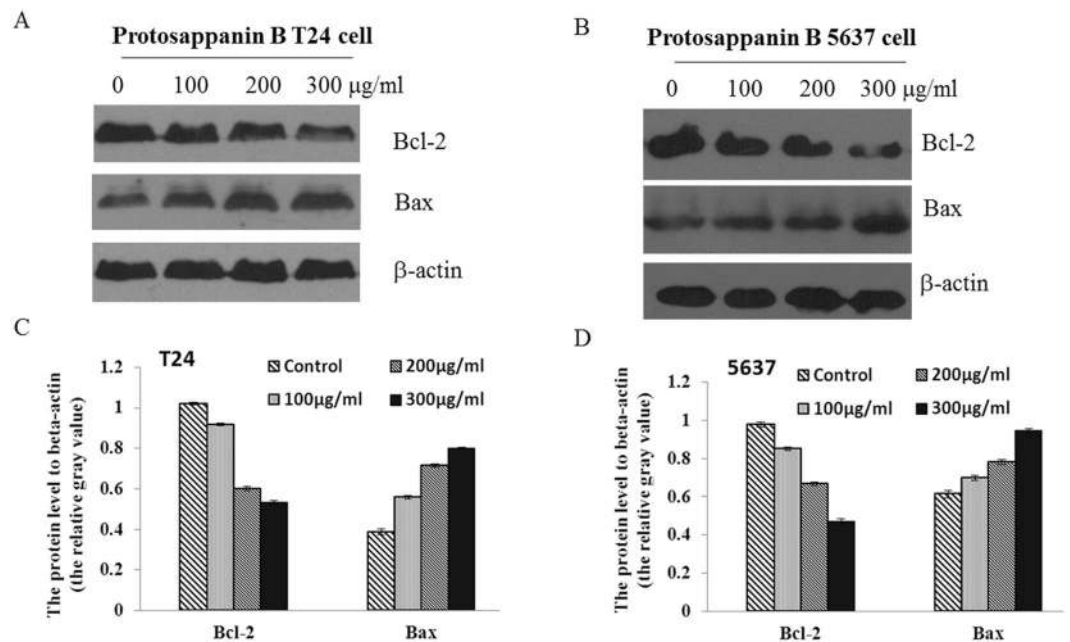 A
Protosappanin B T24 cell
0 100 200 300 µg/ml
Bcl-2
Bax
β-actin
B
Protosappanin B 5637 cell
0 100 200 300 µg/ml
Bcl-2
Bax
β-actin
C
T24
Control 200µg/ml
100µg/ml 300µg/ml
The protein level to beta-actin
(the relative gray value)
1.2
1
0.8
0.6
0.4
0.2
0
Bcl-2 Bax
D
5637
Control 200µg/ml
100µg/ml 300µg/ml
The protein level to beta-actin
(the relative gray value)
1.2
1
0.8
0.6
0.4
0.2
0
Bcl-2 Bax